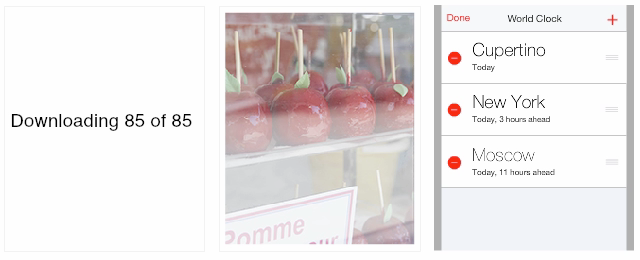 Downloading 85 of 85
Pomme
Done
World Clock
Cupertino
Today
New York
Today, 3 hours ahead
Moscow
Today, 11 hours ahead